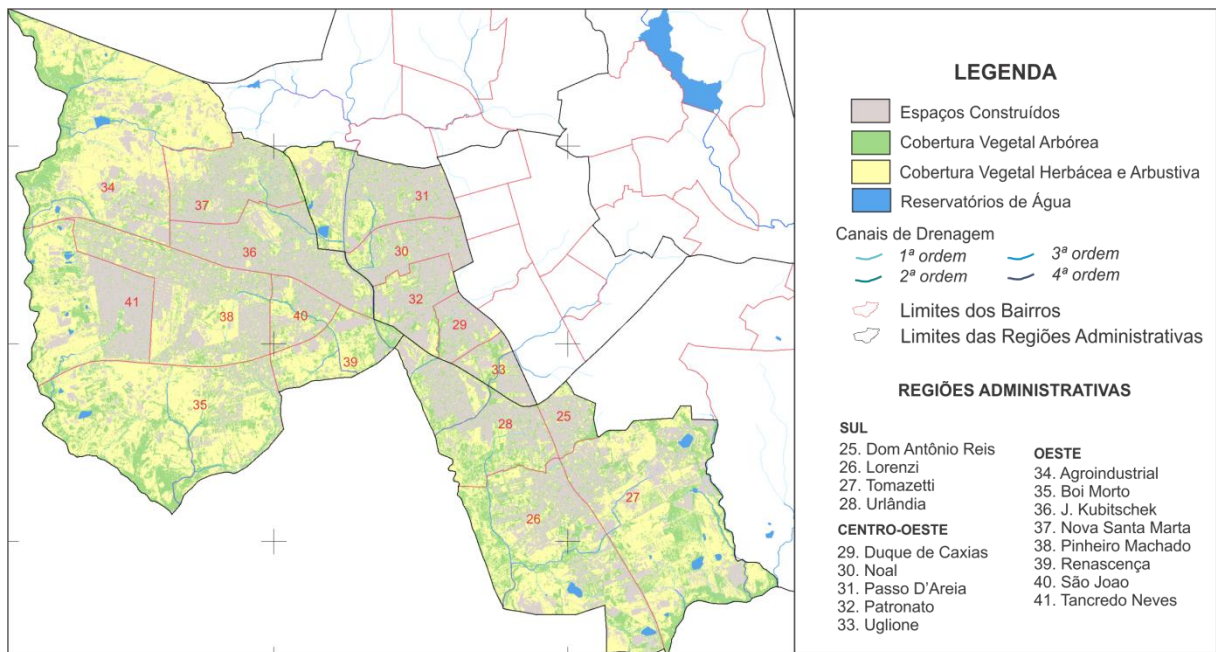 34
37
31
36
30
41
38
40
32
29
39
33
35
28
25
26
27
LEGENDA
Espaços Construídos
Cobertura Vegetal Arbórea
Cobertura Vegetal Herbácea e Arbustiva
Reservatórios de Água
Canais de Drenagem
1ª ordem
3ª ordem
2ª ordem
4ª ordem
Limites dos Bairros
Limites das Regiões Administrativas
REGIÕES ADMINISTRATIVAS
SUL
25. Dom Antônio Reis
26. Lorenzi
27. Tomazetti
28. Urlândia
CENTRO-OESTE
29. Duque de Caxias
30. Noal
31. Passo D'Areia
32. Patronato
33. Uglione
OESTE
34. Agroindustrial
35. Boi Morto
36. J. Kubitschek
37. Nova Santa Marta
38. Pinheiro Machado
39. Renascença
40. São Joao
41. Tancredo Neves